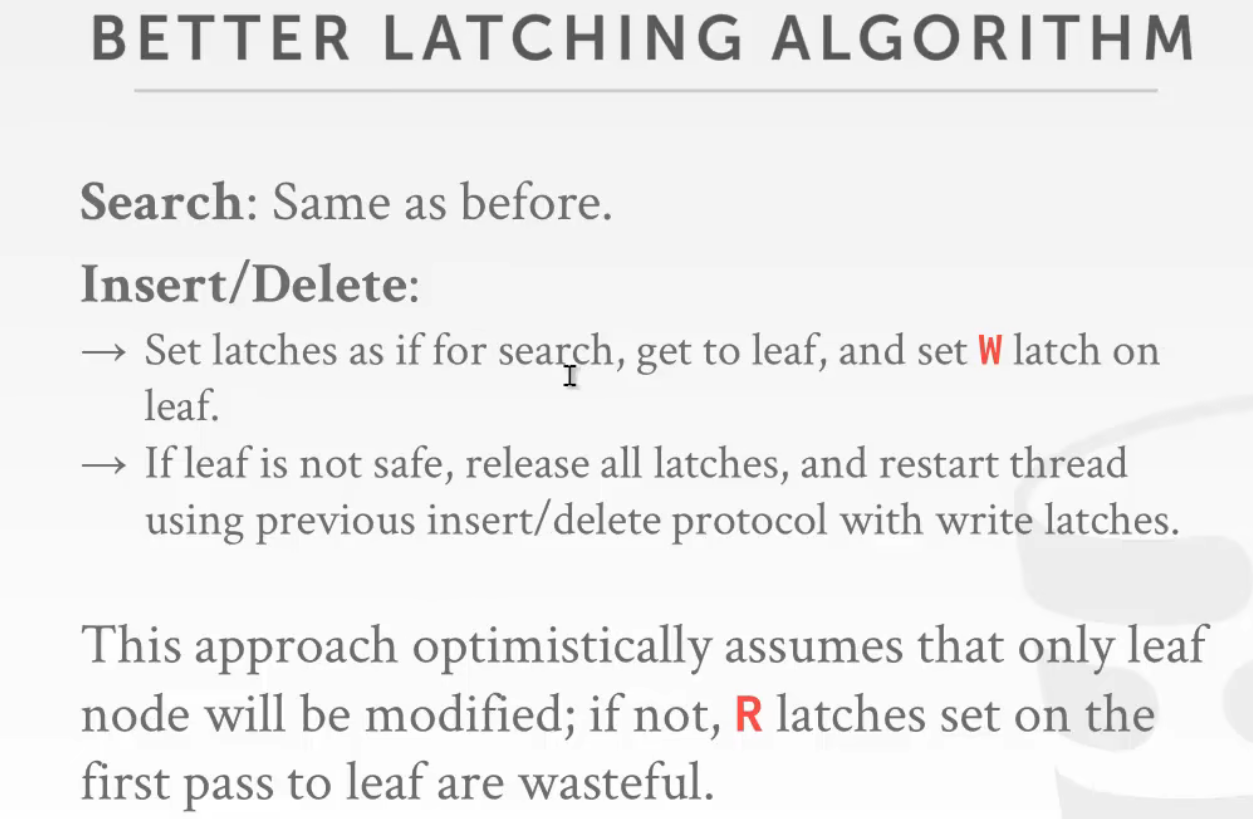 BETTER LATCHING ALGORITHM
Search: Same as before.
Insert/Delete:
→ Set latches as if for search, get to leaf, and set W latch on
leaf.
→ If leaf is not safe, release all latches, and restart thread
using previous insert/delete protocol with write latches.
This approach optimistically assumes that only leaf
node will be modified; if not, R latches set on the
first pass to leaf are wasteful.